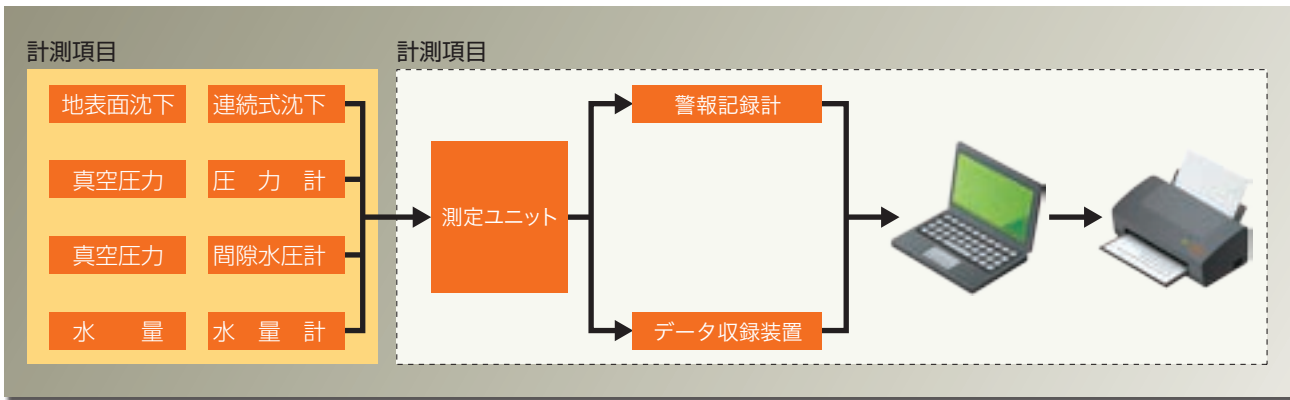 計測項目
計測項目
地表面沈下 連続式沈下
真空圧力 圧力計
真空圧力 間隙水圧計
水量 水量計
測定ユニット
警報記録計
データ収録装置